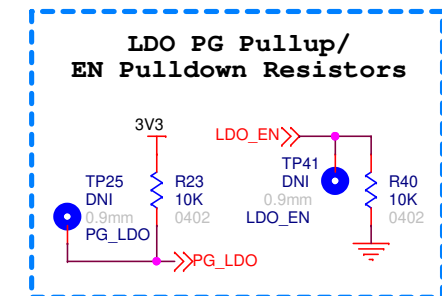 LDO PG Pullup/
EN Pulldown Resistors
3V3
LDO_EN
TP25
DNI
0.9mm
PG_LDO
R23
10K
0402
PG_LDO
TP41
DNI
0.9mm
LDO_EN
R40
10K
0402